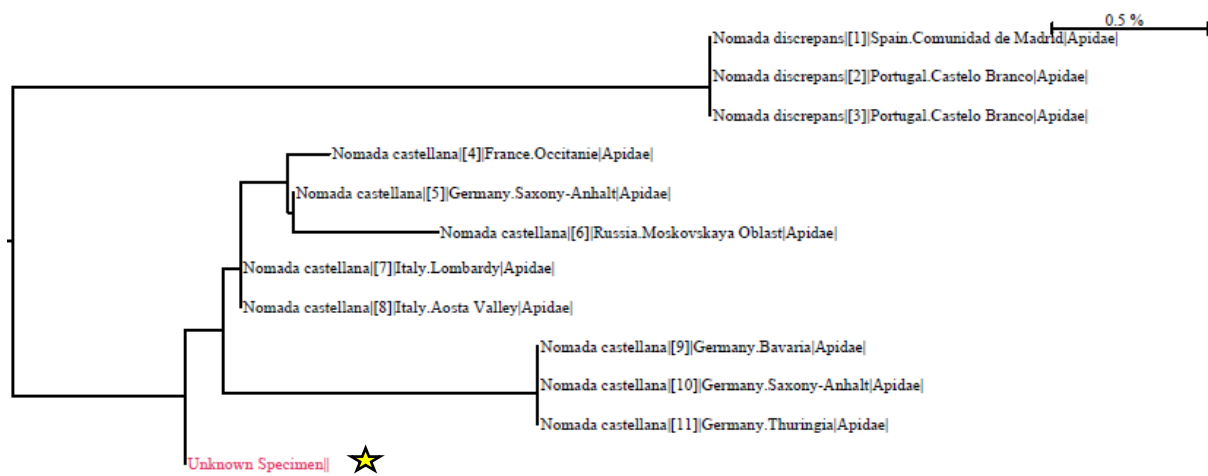 0.5 %
Nomada discrepans|[1]|Spain.Comunidad de Madrid|Apidae|
Nomada discrepans|[2]|Portugal.Castelo Branco|Apidae|
Nomada discrepans|[3]|Portugal.Castelo Branco|Apidae|
Nomada castellana|[4]|France.Occitanie|Apidae|
Nomada castellana|[5]|Germany.Saxony-Anhalt|Apidae|
Nomada castellana|[6]|Russia.Moskovskaya Oblast|Apidae|
Nomada castellana|[7]|Italy.Lombardy|Apidae|
Nomada castellana|[8]|Italy.Aosta Valley|Apidae|
Nomada castellana|[9]|Germany.Bavaria|Apidae|
Nomada castellana|[10]|Germany.Saxony-Anhalt|Apidae|
Nomada castellana|[11]|Germany.Thuringia|Apidae|
Unknown Specimen||